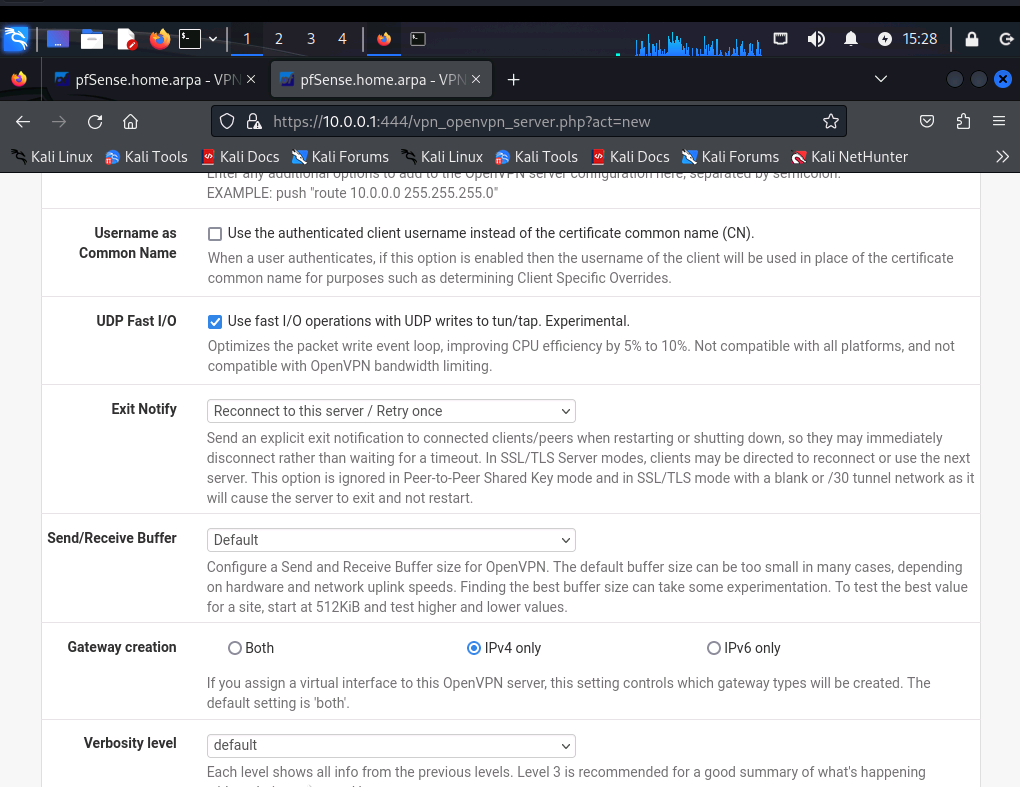 1 2 3 4 15:28
pfSense.home.arpa - VPN
pfSense.home.arpa - VPN
https://10.0.0.1:444/vpn_openvpn_server.php?act=new
Kali Linux Kali Tools Kali Docs Kali Forums Kali Linux Kali Tools Kali Docs Kali Forums Kali NetHunter
Enter any additional options to add to the OpenVPN server configuration here, separated by semicolon.
EXAMPLE: push "route 10.0.0.0 255.255.255.0"
Username as
Common Name
Use the authenticated client username instead of the certificate common name (CN).
When a user authenticates, if this option is enabled then the username of the client will be used in place of the certificate
common name for purposes such as determining Client Specific Overrides.
UDP Fast I/O
Use fast I/O operations with UDP writes to tun/tap. Experimental.
Optimizes the packet write event loop, improving CPU efficiency by 5% to 10%. Not compatible with all platforms, and not
compatible with OpenVPN bandwidth limiting.
Exit Notify
Reconnect to this server / Retry once
Send an explicit exit notification to connected clients/peers when restarting or shutting down, so they may immediately
disconnect rather than waiting for a timeout. In SSL/TLS Server modes, clients may be directed to reconnect or use the next
server. This option is ignored in Peer-to-Peer Shared Key mode and in SSL/TLS mode with a blank or /30 tunnel network as it
will cause the server to exit and not restart.
Send/Receive Buffer
Default
Configure a Send and Receive Buffer size for OpenVPN. The default buffer size can be too small in many cases, depending
on hardware and network uplink speeds. Finding the best buffer size can take some experimentation. To test the best value
for a site, start at 512KiB and test higher and lower values.
Gateway creation
Both IPv4 only IPv6 only
If you assign a virtual interface to this OpenVPN server, this setting controls which gateway types will be created. The
default setting is 'both'.
Verbosity level
default
Each level shows all info from the previous levels. Level 3 is recommended for a good summary of what's happening